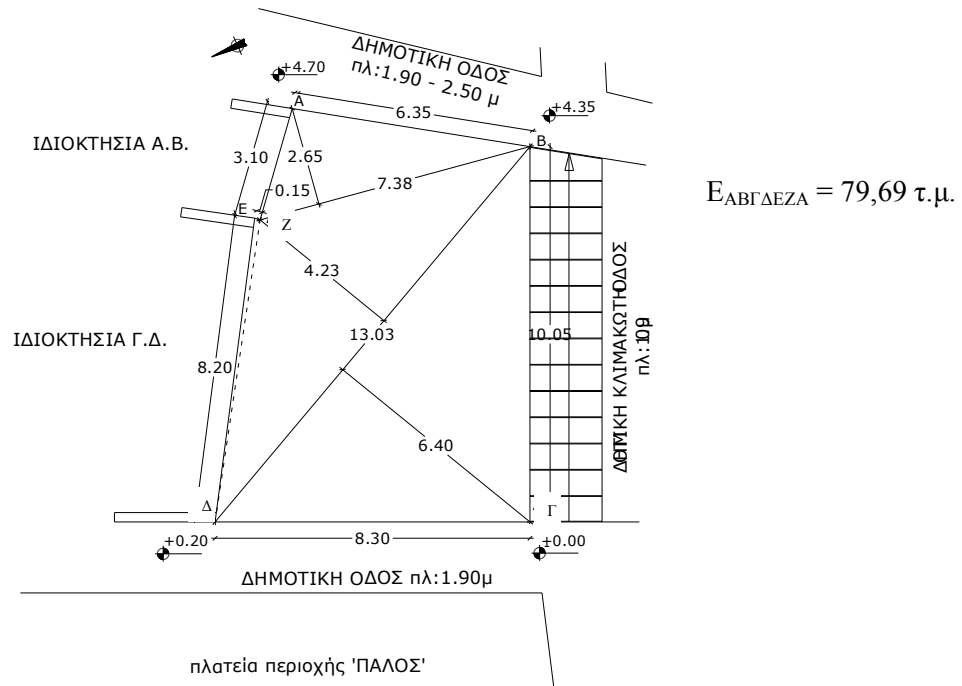 ΔΗΜΟΤΙΚΗ ΟΔΟΣ
πλ:1.90 - 2.50 μ
+4.70
Α
6.35
+4.35
Β
ΙΔΙΟΚΤΗΣΙΑ Α.Β.
3.10
2.65
7.38
0.15
Ε
Ζ
Ε ΑΒΓΔΕΖΑ = 79,69 τ.μ.
4.23
ΙΔΙΟΚΤΗΣΙΑ Γ.Δ.
13.03
10.05
8.20
ΚΛΙΜΑΚΩΤΗ
6.40
Δ
Γ
+0.20
8.30
±0.00
ΔΗΜΟΤΙΚΗ ΟΔΟΣ πλ:1.90μ
πλατεία περιοχής 'ΠΑΛΟΣ'